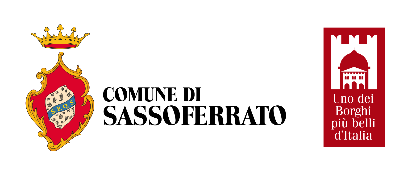 COMUNE DI
SASSOFERRATO
Uno dei
Borghi
più belli
d'Italia